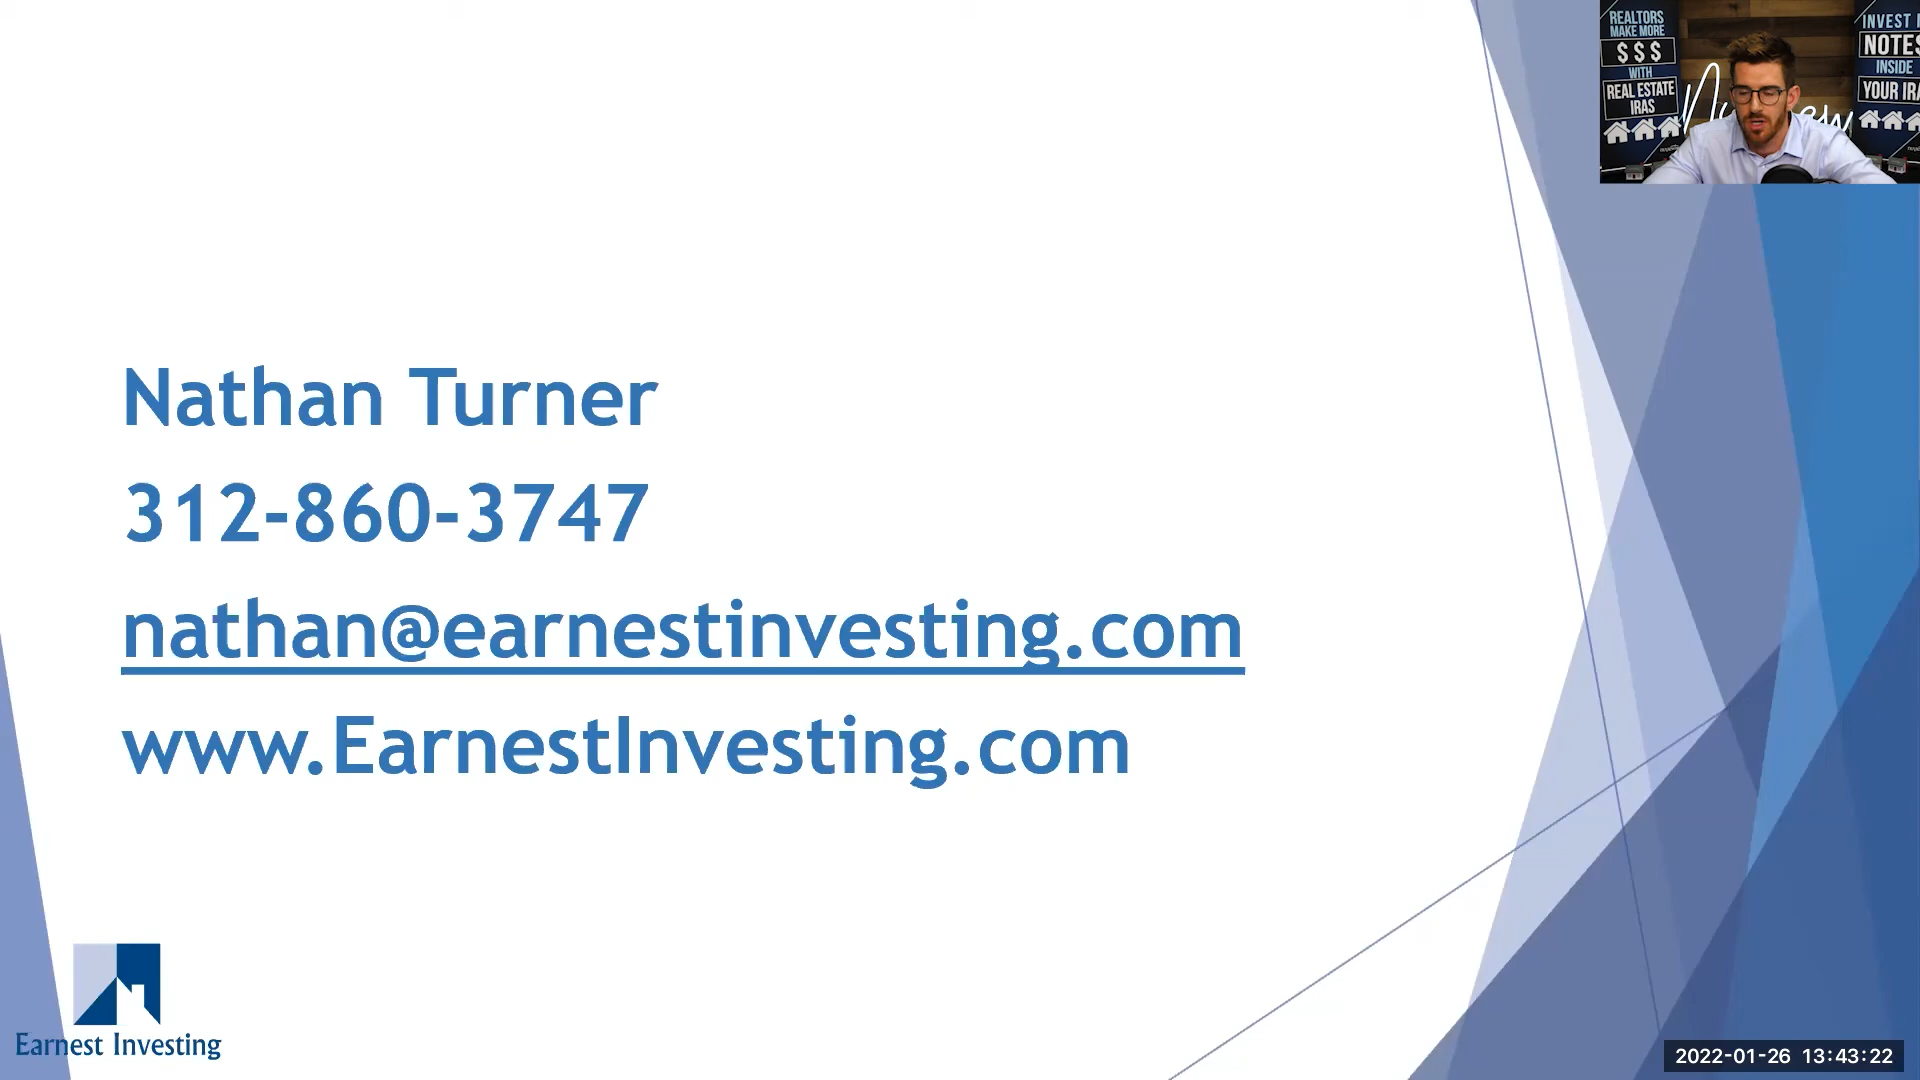 Nathan Turner
312-860-3747
nathan@earnestinvesting.com
www.EarnestInvesting.com
Earnest Investing
REALTORS
MAKE MORE
$$$
WITH
REAL ESTATE
IRAS
INVEST
NOTES
INSIDE
YOUR IRA
2022-01-26 13:43:22